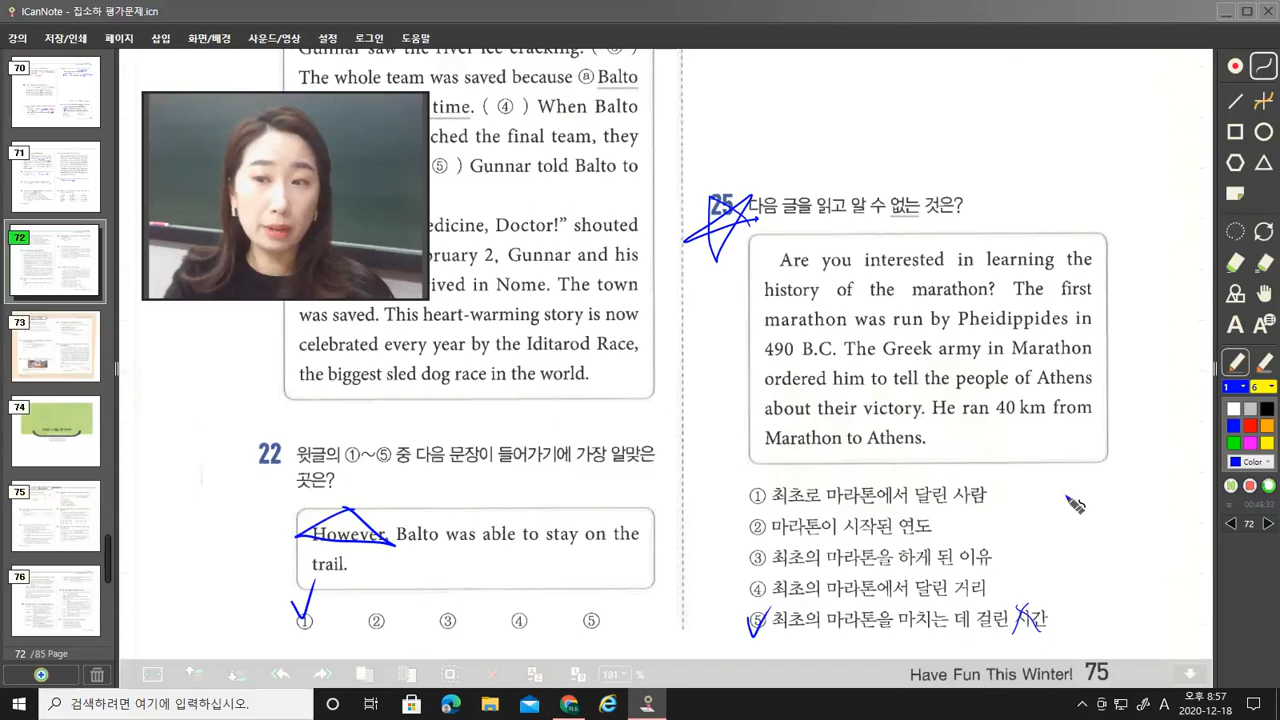 ICanNote - 집소하 평가문제.icn
강의 저장/인쇄 페이지 삽입 화면/배경 사운드/영상 설정 로그인 도움말
70
71
72
73
74
75
76
72 / 85 Page
Gunnar saw the river ice cracking. ( ③ )
The whole team was saved because ⓐ Balto
time. ( ④ ) When Balto
ched the final team, they
⑤ ) Gunnar told Balto to
edicine, Doctor!” shouted
bruary 2, Gunnar and his
ived in Nome. The town
was saved. This heart-warming story is now
celebrated every year by the Iditarod Race,
the biggest sled dog race in the world.
22 윗글의 ①～⑤ 중 다음 문장이 들어가기에 가장 알맞은
곳은?
However, Balto was able to stay on the
trail.
① ② ③ ④ ⑤
25 다음 글을 읽고 알 수 없는 것은?
Are you interested in learning the
history of the marathon? The first
marathon was run by Pheidippides in
490 B.C. The Greek army in Marathon
ordered him to tell the people of Athens
about their victory. He ran 40 km from
Marathon to Athens.
① 최초로 마라톤에서 달린 사람
② 마라톤이 시작된 연도
③ 최초의 마라톤을 하게 된 이유
④ 최초의 마라톤에서 달린 거리
⑤ 최초의 마라톤을 마치는 데 걸린 시간
181 %
Have Fun This Winter! 75
A A
1 6
Color
00:46:32
72
검색하려면 여기에 입력하십시오.
A 오후 8:57
2020-12-18